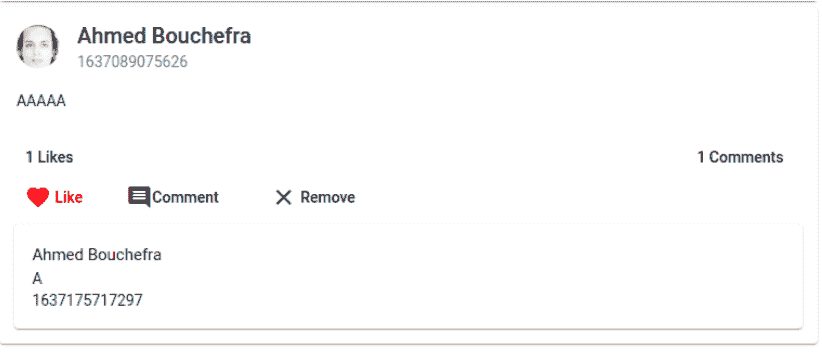 Ahmed Bouchefra
1637089075626
AAAAA
1 Likes 1 Comments
Like Comment Remove
Ahmed Bouchefra
A
1637175717297